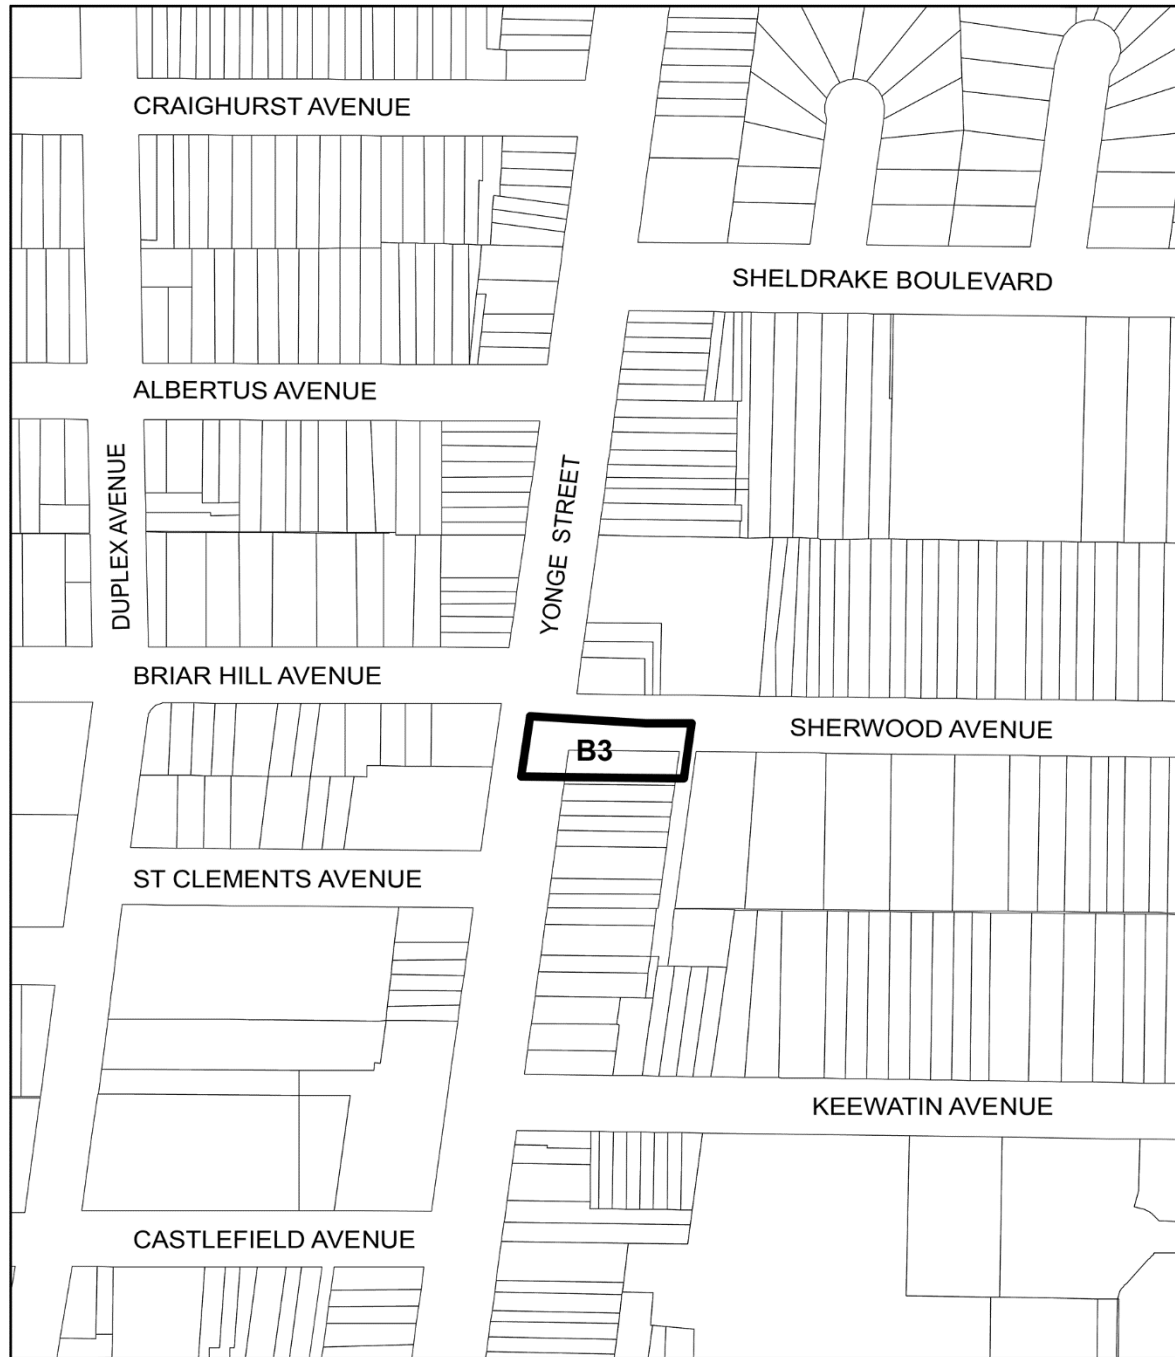 CRAIGHURST AVENUE
SHELDRAKE BOULEVARD
ALBERTUS AVENUE
DUPLEX AVENUE
YONGE STREET
BRIAR HILL AVENUE
SHERWOOD AVENUE
B3
ST CLEMENTS AVENUE
KEEWATIN AVENUE
CASTLEFIELD AVENUE